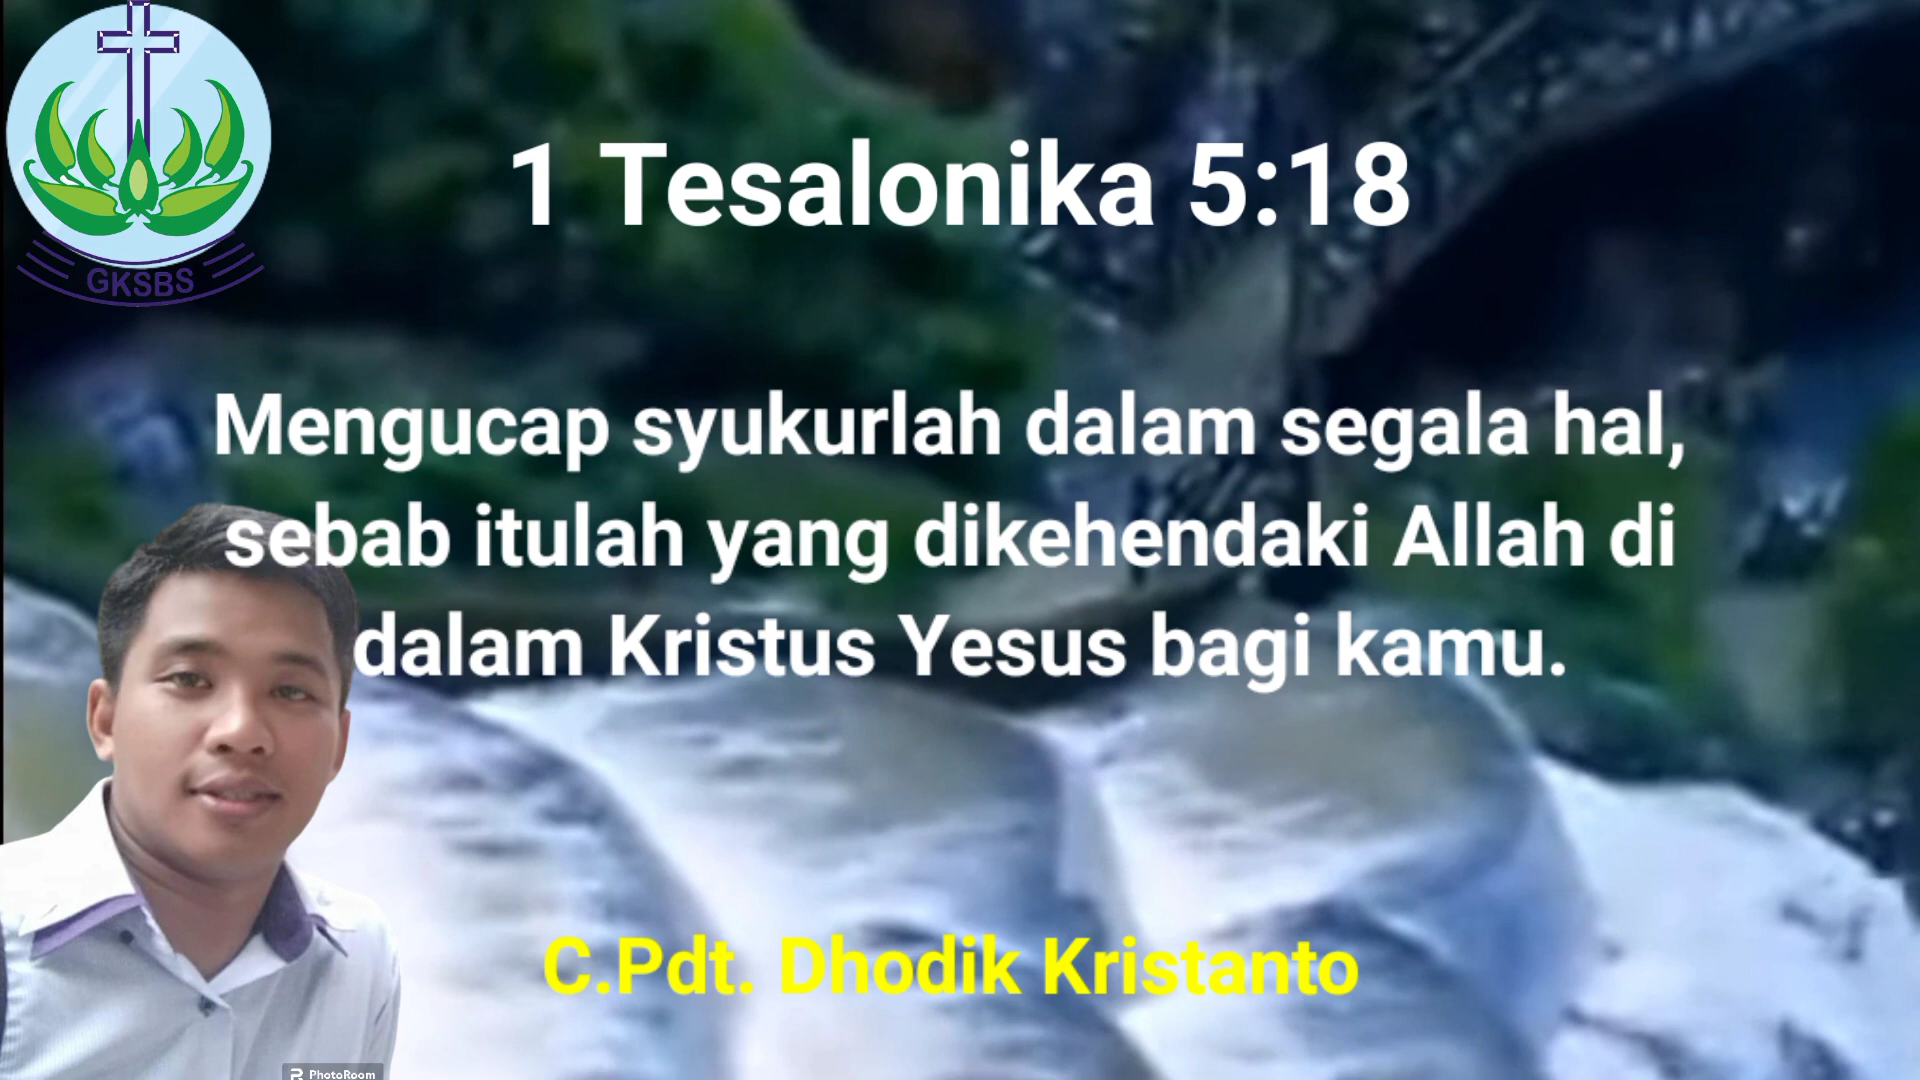 GKSBS
1 Tesalonika 5:18
Mengucap syukurlah dalam segala hal,
sebab itulah yang dikehendaki Allah di
dalam Kristus Yesus bagi kamu.
C.Pdt. Dhodik Kristanto
PhotoRoom